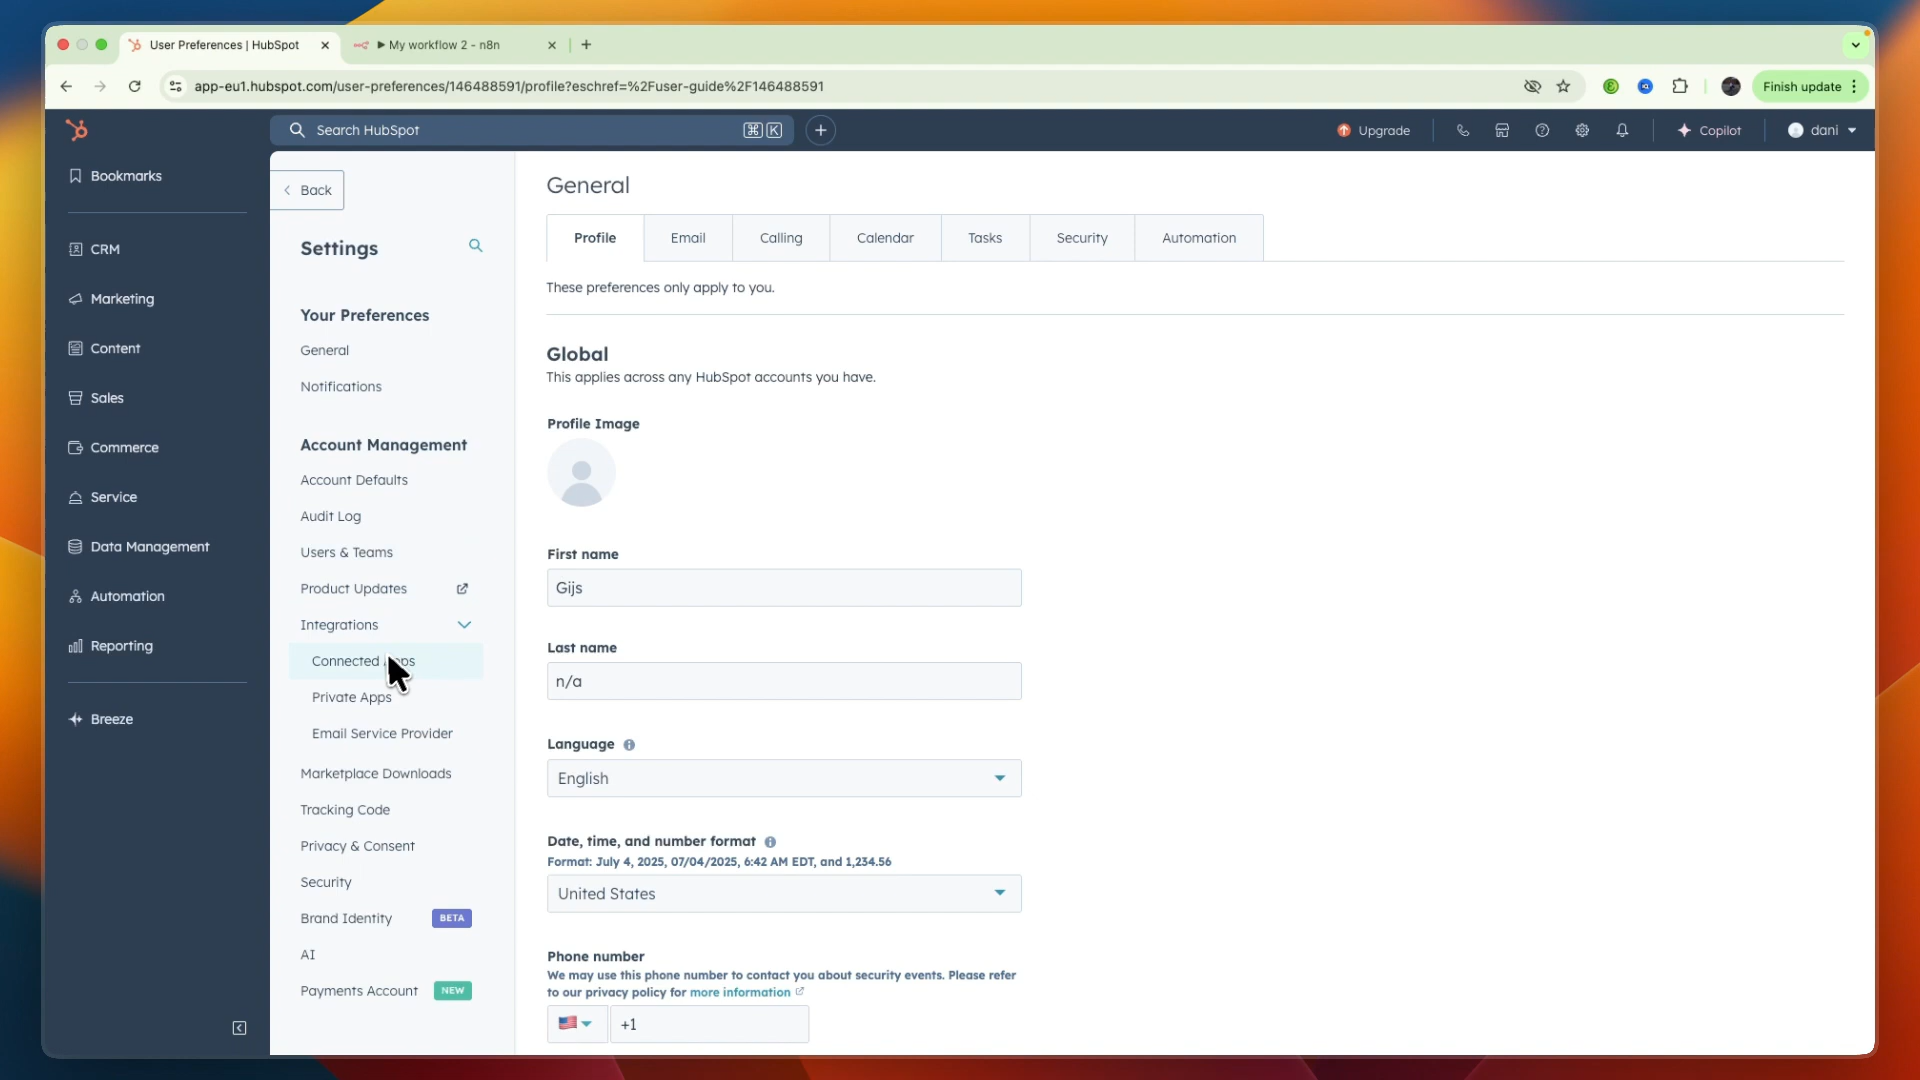 User Preferences | HubSpot
▶ My workflow 2 - n8n
app-eu1.hubspot.com/user-preferences/146488591/profile?eschref=%2Fuser-guide%2F146488591
Finish update
Search HubSpot
⌘ K
Upgrade
Copilot
dani
Bookmarks
CRM
Marketing
Content
Sales
Commerce
Service
Data Management
Automation
Reporting
Breeze
Back
Settings
Your Preferences
General
Notifications
Account Management
Account Defaults
Audit Log
Users & Teams
Product Updates
Integrations
Connected Apps
Private Apps
Email Service Provider
Marketplace Downloads
Tracking Code
Privacy & Consent
Security
Brand Identity BETA
AI
Payments Account NEW
General
Profile Email Calling Calendar Tasks Security Automation
These preferences only apply to you.
Global
This applies across any HubSpot accounts you have.
Profile Image
First name
Gijs
Last name
n/a
Language
English
Date, time, and number format
Format: July 4, 2025, 07/04/2025, 6:42 AM EDT, and 1,234.56
United States
Phone number
We may use this phone number to contact you about security events. Please refer
to our privacy policy for more information
+1